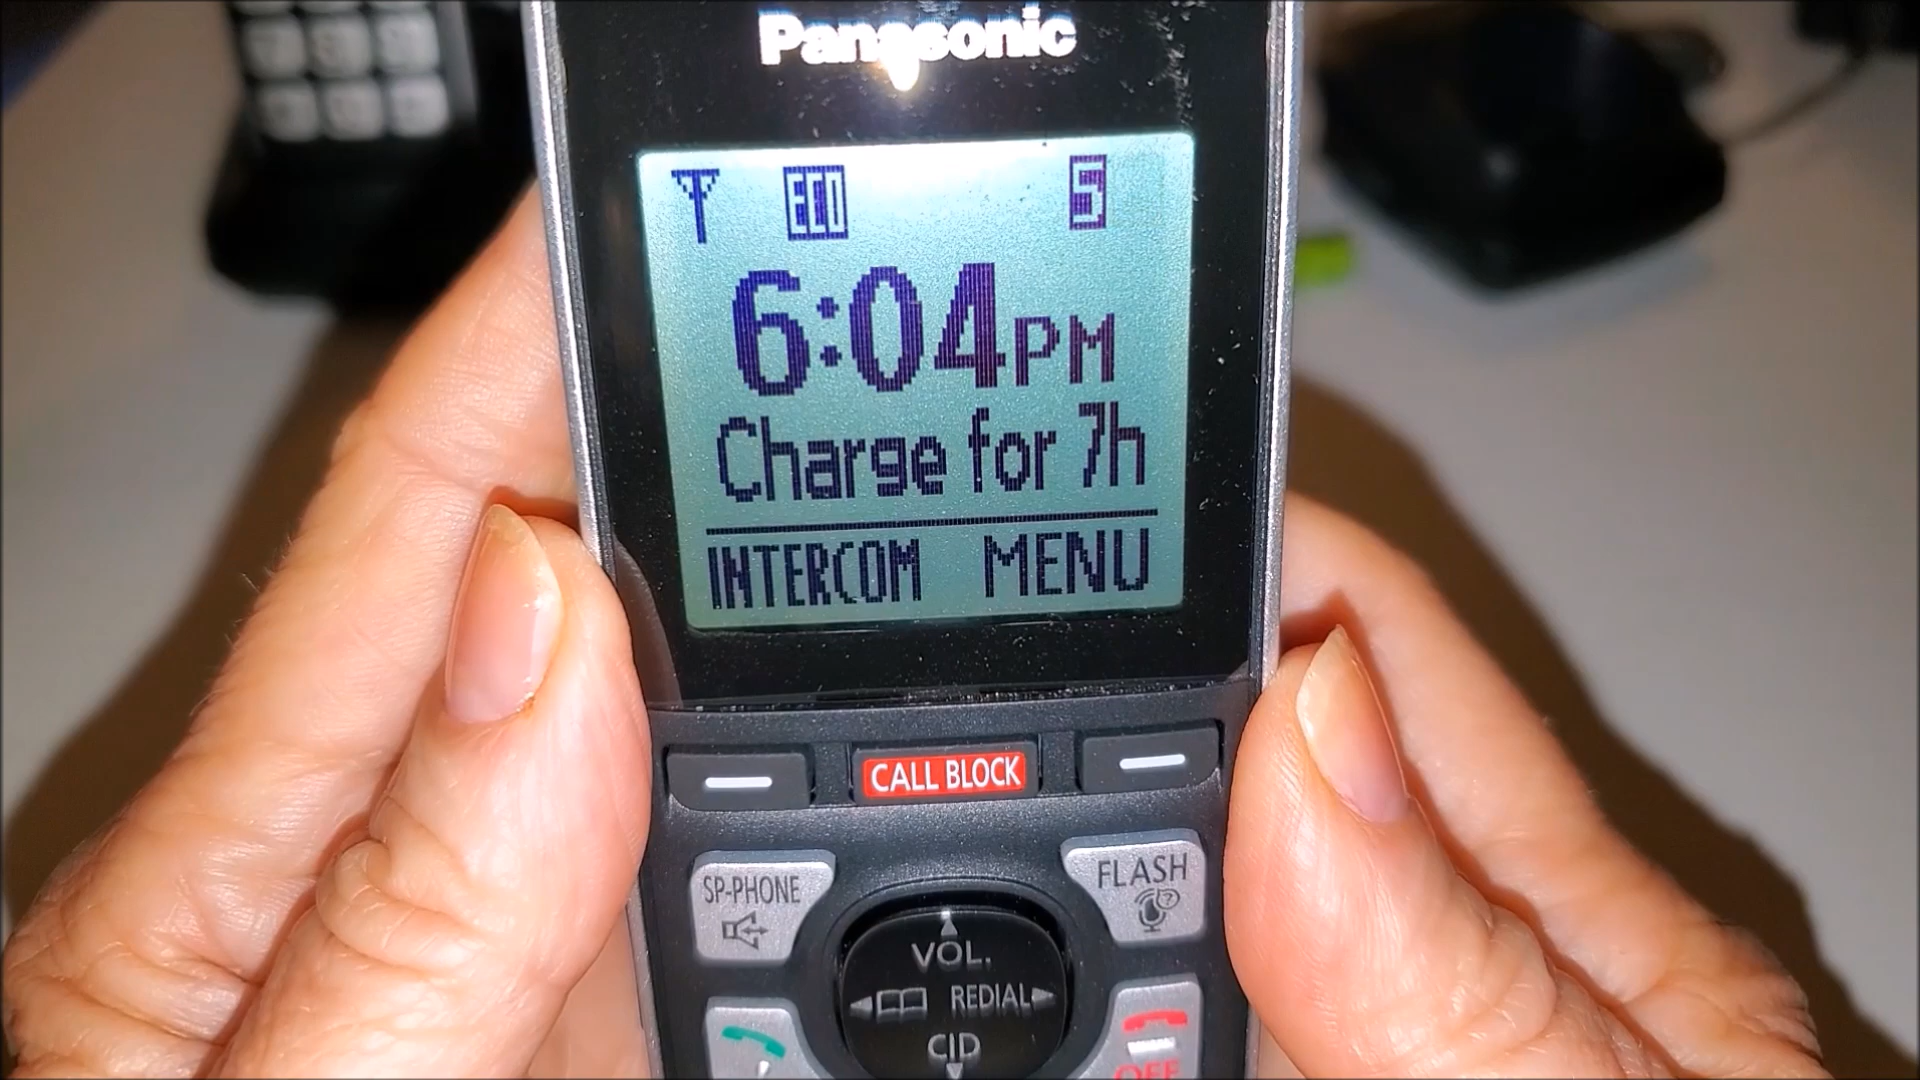 Panasonic
ECO 5
6:04PM
Charge for 7h
INTERCOM MENU
CALL BLOCK
SP-PHONE
FLASH
VOL.
REDIAL
CID
OFF